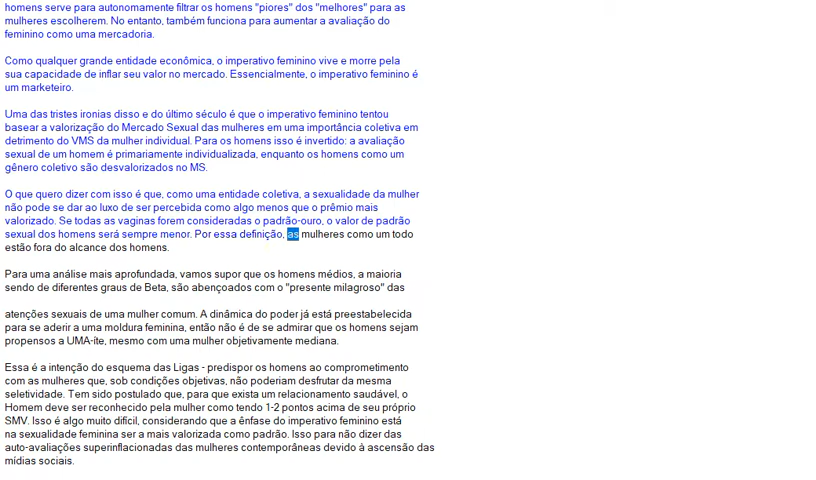 homens serve para autonomamente filtrar os homens "piores" dos "melhores" para as
mulheres escolherem. No entanto, também funciona para aumentar a avaliação do
feminino como uma mercadoria.
Como qualquer grande entidade econômica, o imperativo feminino vive e morre pela
sua capacidade de inflar seu valor no mercado. Essencialmente, o imperativo feminino é
um marketeiro.
Uma das tristes ironias disso e do último século é que o imperativo feminino tentou
basear a valorização do Mercado Sexual das mulheres em uma importância coletiva em
detrimento do VMS da mulher individual. Para os homens isso é invertido: a avaliação
sexual de um homem é primariamente individualizada, enquanto os homens como um
gênero coletivo são desvalorizados no MS.
O que quero dizer com isso é que, como uma entidade coletiva, a sexualidade da mulher
não pode se dar ao luxo de ser percebida como algo menos que o prêmio mais
valorizado. Se todas as vaginas forem consideradas o padrão-ouro, o valor de padrão
sexual dos homens será sempre menor. Por essa definição, as mulheres como um todo
estão fora do alcance dos homens.
Para uma análise mais aprofundada, vamos supor que os homens médios, a maioria
sendo de diferentes graus de Beta, são abençoados com o "presente milagroso" das
atenções sexuais de uma mulher comum. A dinâmica do poder já está preestabelecida
para se aderir a uma moldura feminina, então não é de se admirar que os homens sejam
propensos a UMA-íte, mesmo com uma mulher objetivamente mediana.
Essa é a intenção do esquema das Ligas - predispor os homens ao comprometimento
com as mulheres que, sob condições objetivas, não poderiam desfrutar da mesma
seletividade. Tem sido postulado que, para que exista um relacionamento saudável, o
Homem deve ser reconhecido pela mulher como tendo 1-2 pontos acima de seu próprio
SMV. Isso é algo muito difícil, considerando que a ênfase do imperativo feminino está
na sexualidade feminina ser a mais valorizada como padrão. Isso para não dizer das
auto-avaliações superinflacionadas das mulheres contemporâneas devido à ascensão das
mídias sociais.